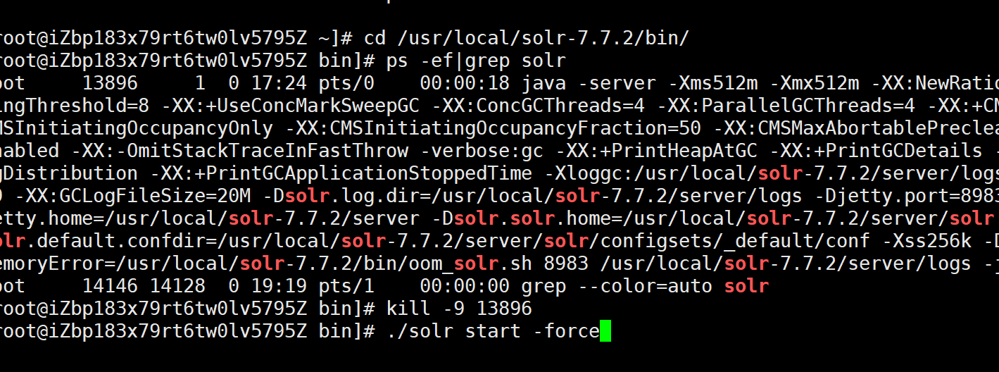 root@iZbp183x79rt6tw0lv5795Z ~]# cd /usr/local/solr-7.7.2/bin/
root@iZbp183x79rt6tw0lv5795Z bin]# ps -ef|grep solr
oot     13896     1  0 17:24 pts/0    00:00:18 java -server -Xms512m -Xmx512m -XX:NewRatio
ingThreshold=8 -XX:+UseConcMarkSweepGC -XX:ConcGCThreads=4 -XX:ParallelGCThreads=4 -XX:+CM
MSInitiatingOccupancyOnly -XX:CMSInitiatingOccupancyFraction=50 -XX:CMSMaxAbortablePreclea
nabled -XX:-OmitStackTraceInFastThrow -verbose:gc -XX:+PrintHeapAtGC -XX:+PrintGCDetails -
gDistribution -XX:+PrintGCApplicationStoppedTime -Xloggc:/usr/local/solr-7.7.2/server/logs
9 -XX:GCLogFileSize=20M -Dsolr.log.dir=/usr/local/solr-7.7.2/server/logs -Djetty.port=8983
etty.home=/usr/local/solr-7.7.2/server -Dsolr.solr.home=/usr/local/solr-7.7.2/server/solr
olr.default.confdir=/usr/local/solr-7.7.2/server/solr/configsets/_default/conf -Xss256k -D
emoryError=/usr/local/solr-7.7.2/bin/oom_solr.sh 8983 /usr/local/solr-7.7.2/server/logs -j
oot     14146 14128  0 19:19 pts/1    00:00:00 grep --color=auto solr
root@iZbp183x79rt6tw0lv5795Z bin]# kill -9 13896
root@iZbp183x79rt6tw0lv5795Z bin]# ./solr start -force